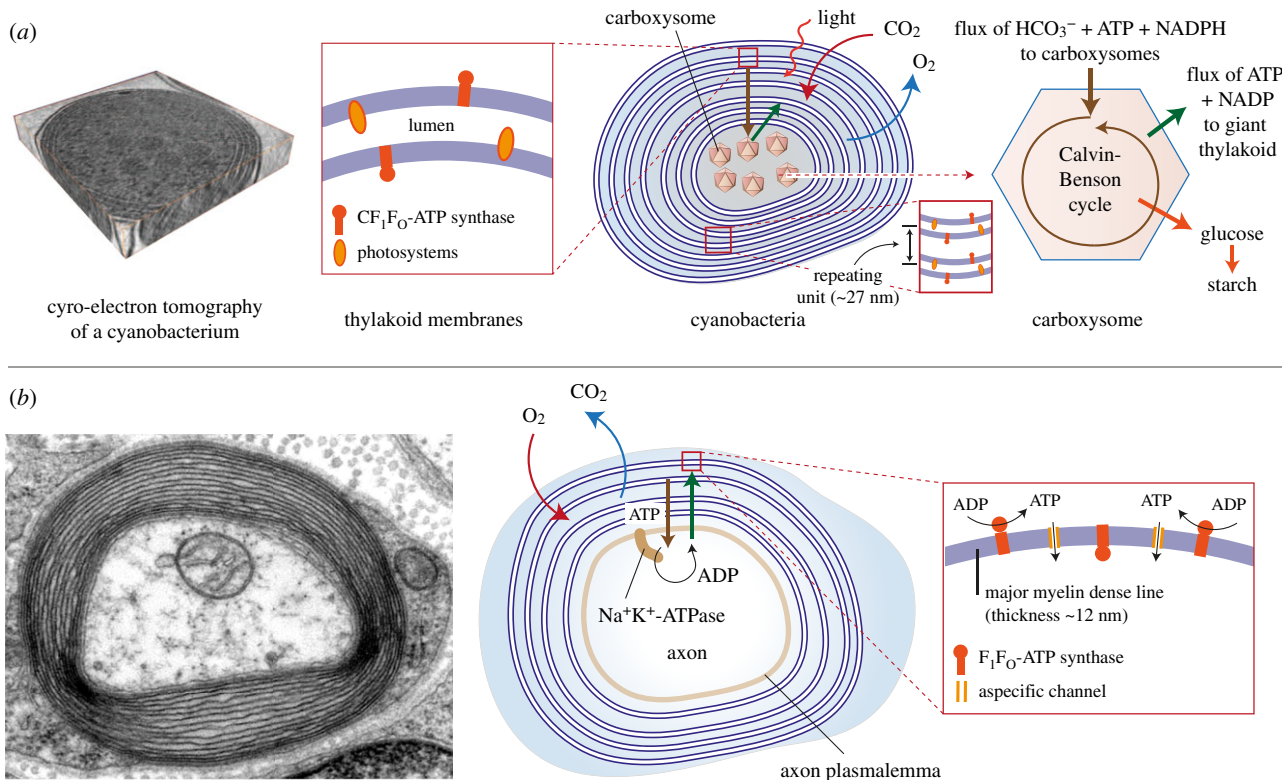 (a)
carboxysome
light
CO₂
O₂
flux of HCO₃⁻ + ATP + NADPH
to carboxysomes
flux of ATP
+ NADP
to giant
thylakoid
lumen
CF₁Fₒ-ATP synthase
photosystems
Calvin-
Benson
cycle
glucose
starch
repeating
unit (~27 nm)
cyro-electron tomography
of a cyanobacterium
thylakoid membranes
cyanobacteria
carboxysome
(b)
O₂
CO₂
ATP
ADP
Na⁺K⁺-ATPase
axon
axon plasmalemma
ADP
ATP
ATP
ADP
major myelin dense line
(thickness ~12 nm)
F₁Fₒ-ATP synthase
aspecific channel